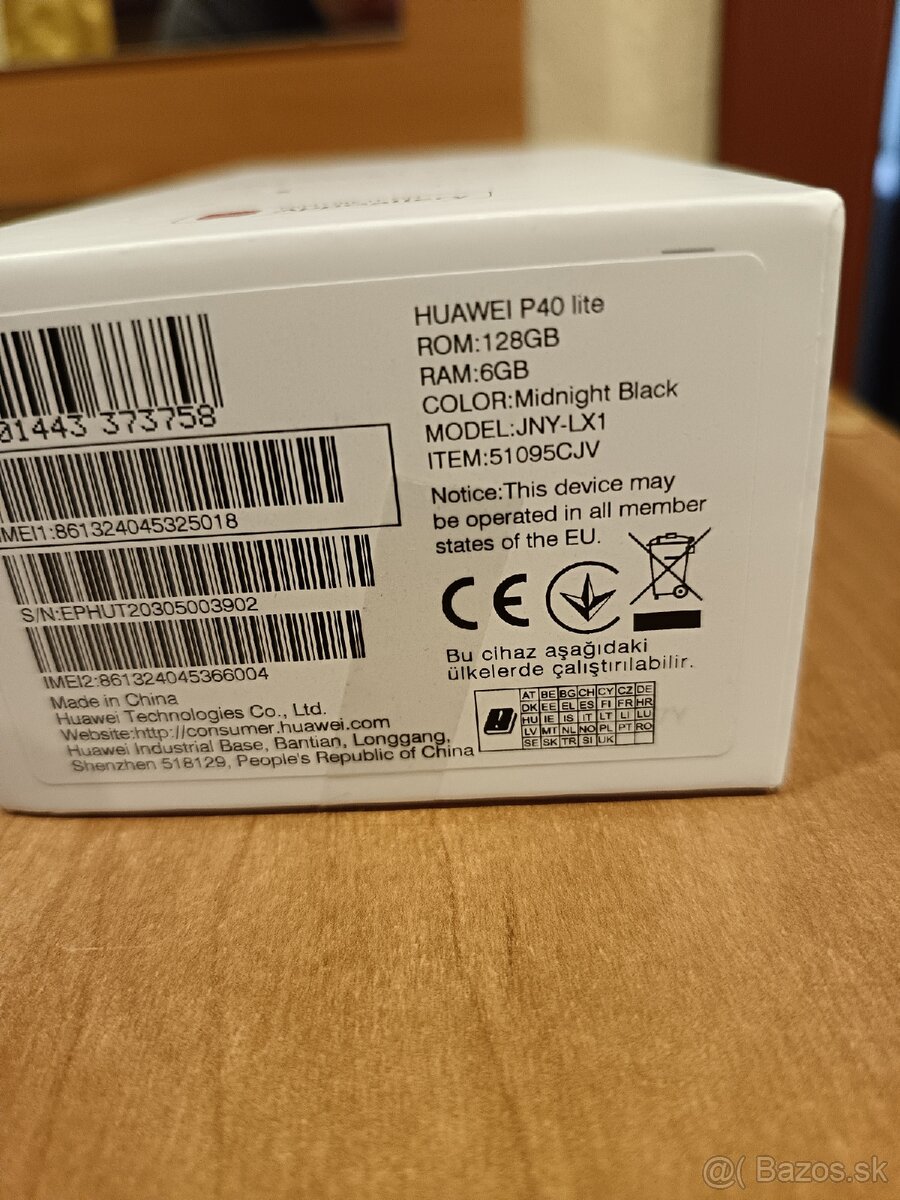 01443 373758
IMEI1:861324045325018
S/N:EPHUT20305003902
IMEI2:861324045366004
Made in China
Huawei Technologies Co., Ltd.
Website:http://consumer.huawei.com
Huawei Industrial Base, Bantian, Longgang,
Shenzhen 518129, People's Republic of China
HUAWEI P40 lite
ROM:128GB
RAM:6GB
COLOR:Midnight Black
MODEL:JNY-LX1
ITEM:51095CJV
Notice:This device may
be operated in all member
states of the EU.
CE
Bu cihaz aşağıdaki
ülkelerde çalıştırılabilir.
AT BE BG CH CY CZ DE
DK EE EL ES FI FR HR
HU IE IS IT LT LI LU
LV MT NL NO PL PT RO
SE SK TR SI UK
@( Bazos.sk